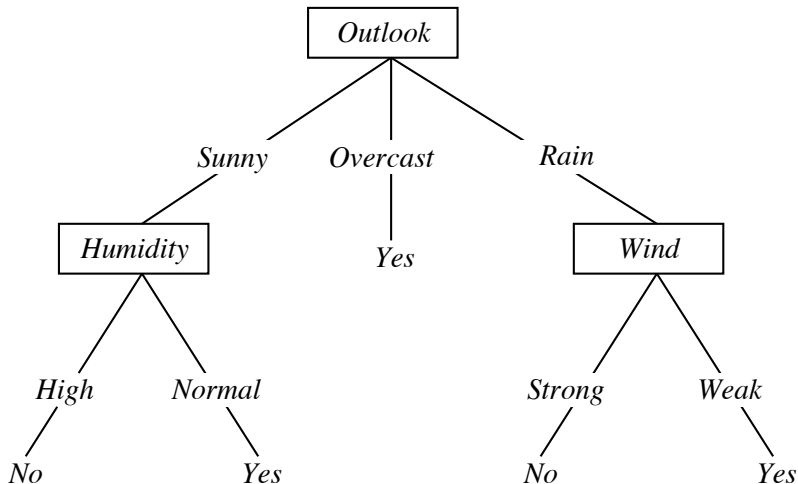 Outlook
Sunny Overcast Rain
Humidity Yes Wind
High Normal Strong Weak
No Yes No Yes